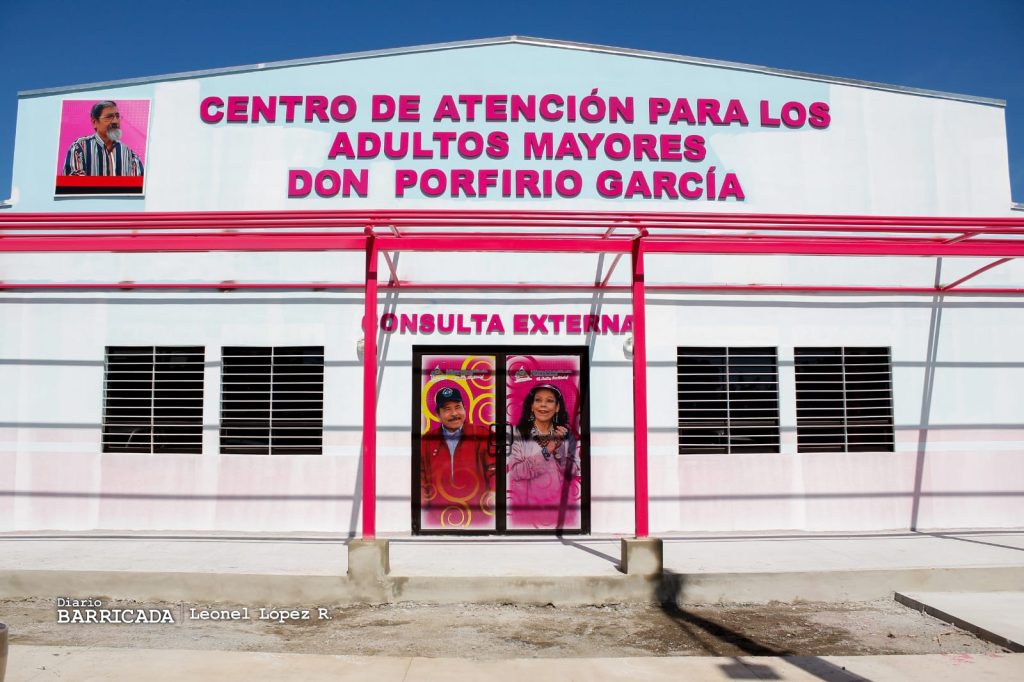 CENTRO DE ATENCIÓN PARA LOS
ADULTOS MAYORES
DON PORFIRIO GARCÍA
CONSULTA EXTERNA
Diario
BARRICADA
Leonel López R.